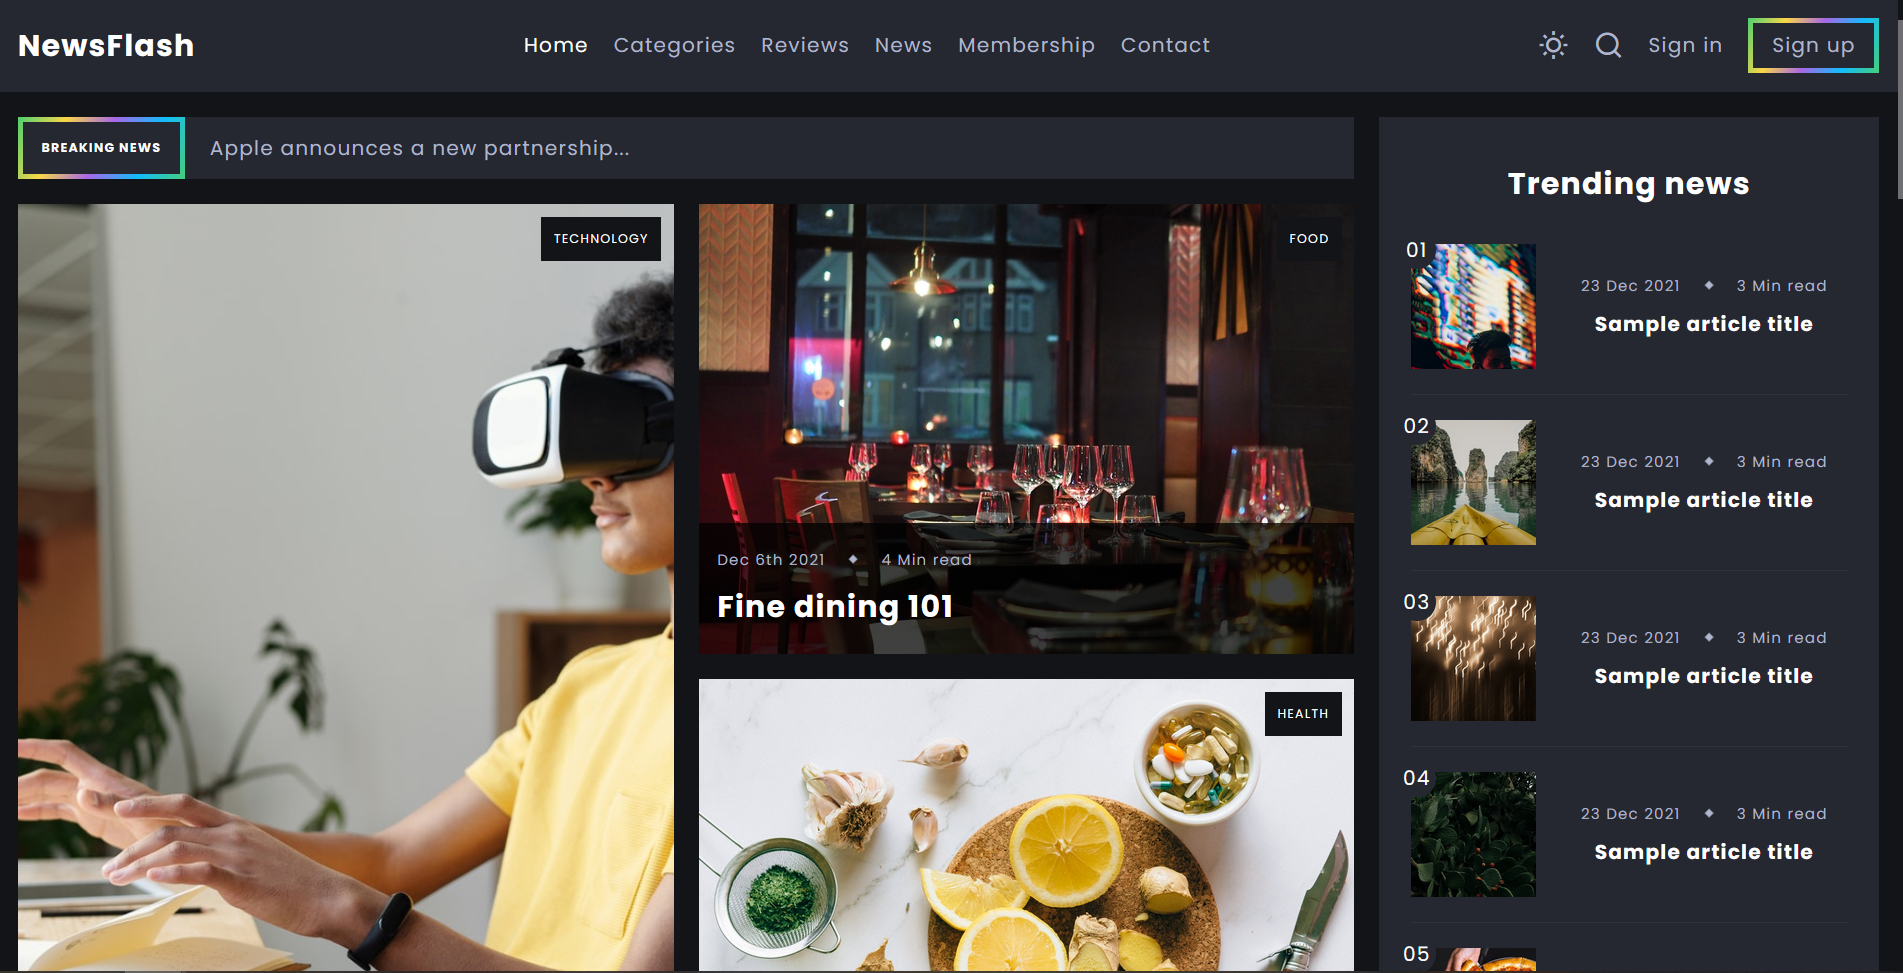 NewsFlash
Home Categories Reviews News Membership Contact
Sign in
Sign up
BREAKING NEWS
Apple announces a new partnership...
TECHNOLOGY
FOOD
Dec 6th 2021 ◆ 4 Min read
Fine dining 101
HEALTH
Trending news
01
23 Dec 2021 ◆ 3 Min read
Sample article title
02
23 Dec 2021 ◆ 3 Min read
Sample article title
03
23 Dec 2021 ◆ 3 Min read
Sample article title
04
23 Dec 2021 ◆ 3 Min read
Sample article title
05